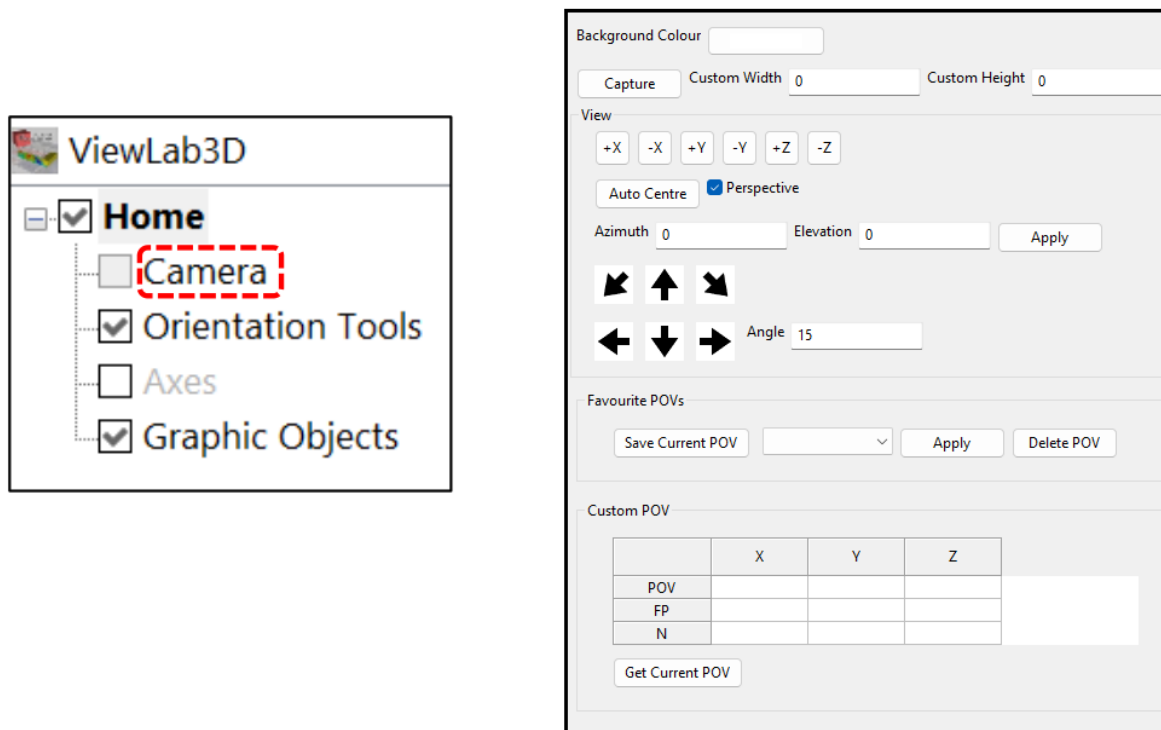 ViewLab3D
Home
Camera
Orientation Tools
Axes
Graphic Objects
Background Colour
Capture Custom Width 0 Custom Height 0
View
+X -X +Y -Y +Z -Z
Auto Centre Perspective
Azimuth 0 Elevation 0 Apply
Angle 15
Favourite POVs
Save Current POV Apply Delete POV
Custom POV
X Y Z
POV
FP
N
Get Current POV